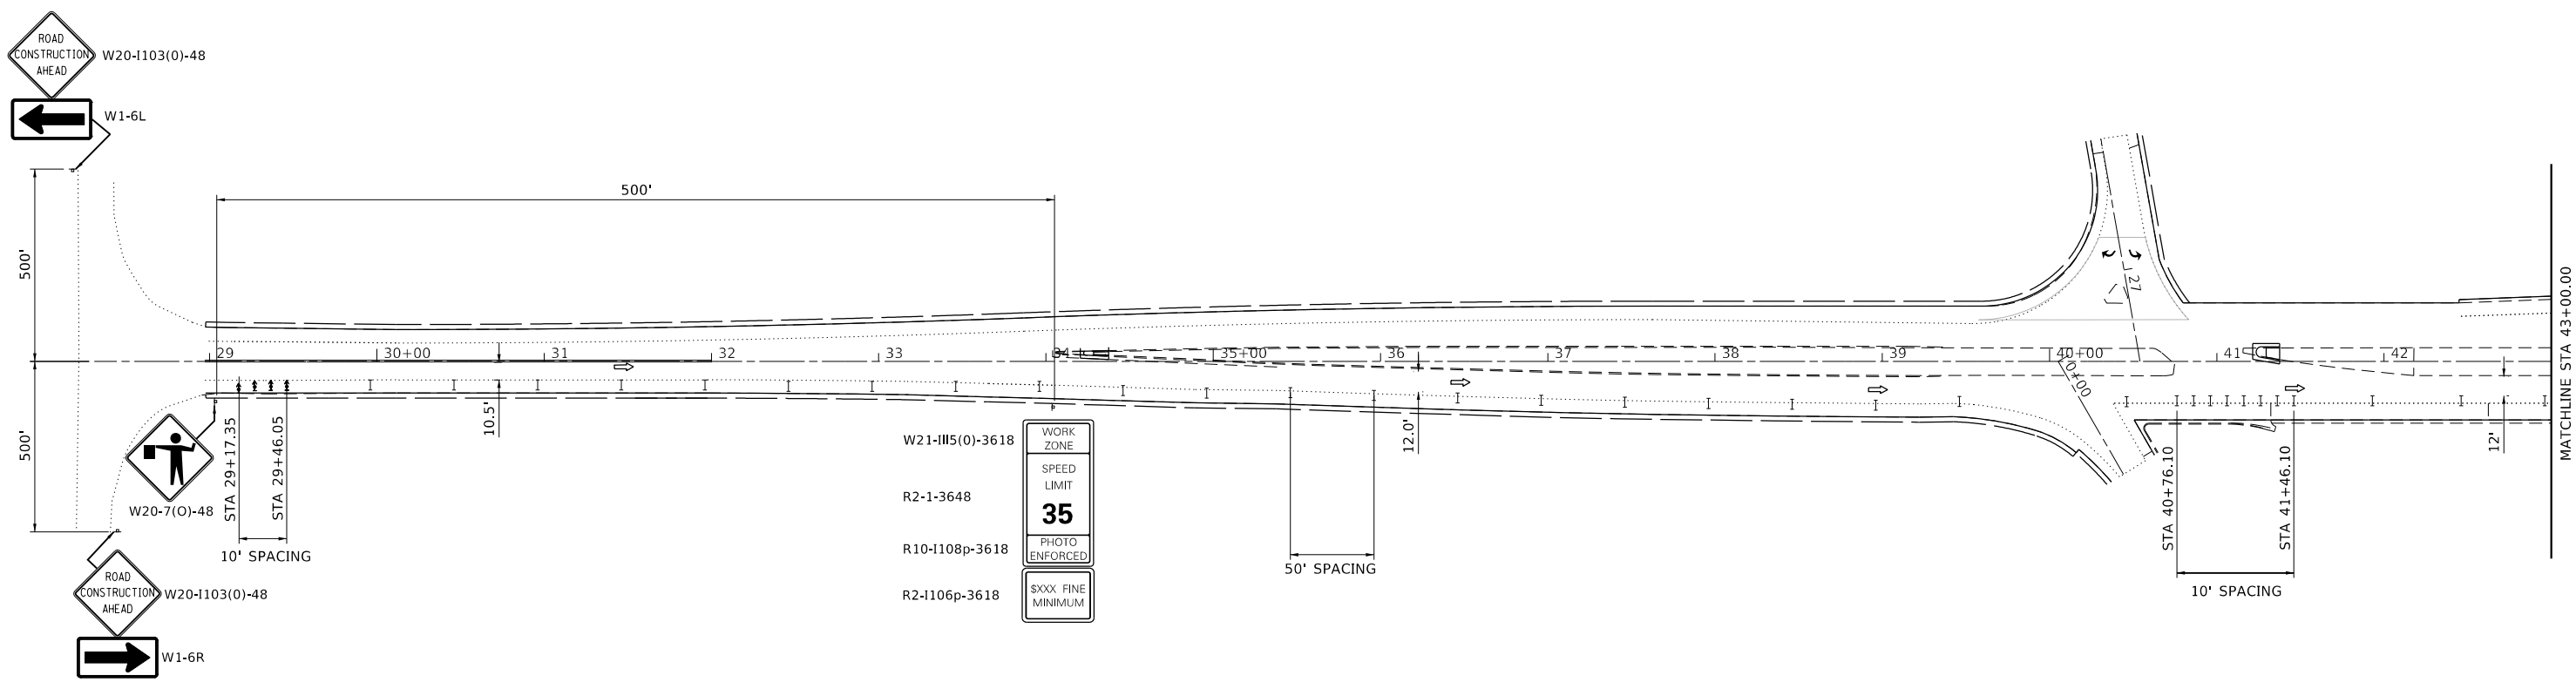 ROAD
CONSTRUCTION
AHEAD
W20-I103(0)-48
W1-6L
500'
500'
500'
29
30+00
31
32
33
34
35+00
36
37
38
39
40+00
41
42
L 27
0+00
MATCHLINE STA 43+00.00
W20-7(O)-48
STA 29+17.35
STA 29+46.05
10' SPACING
10.5'
W21-III5(0)-3618
WORK
ZONE
R2-1-3648
SPEED
LIMIT
35
R10-I108p-3618
PHOTO
ENFORCED
R2-I106p-3618
$XXX FINE
MINIMUM
50' SPACING
12.0'
STA 40+76.10
STA 41+46.10
10' SPACING
12'
ROAD
CONSTRUCTION
AHEAD
W20-I103(0)-48
W1-6R